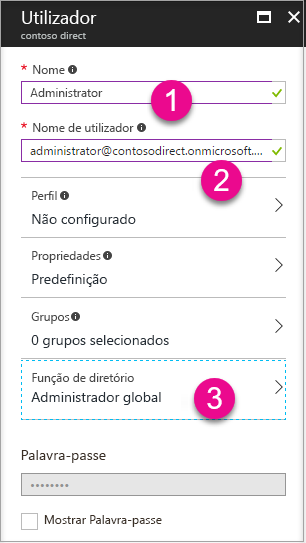 Utilizador
contoso direct
* Nome
Administrator
1
* Nome de utilizador
administrator@contosodirect.onmicrosoft....
2
Perfil
Não configurado
Propriedades
Predefinição
Grupos
0 grupos selecionados
Função de diretório
Administrador global
3
Palavra-passe
••••••••
Mostrar Palavra-passe